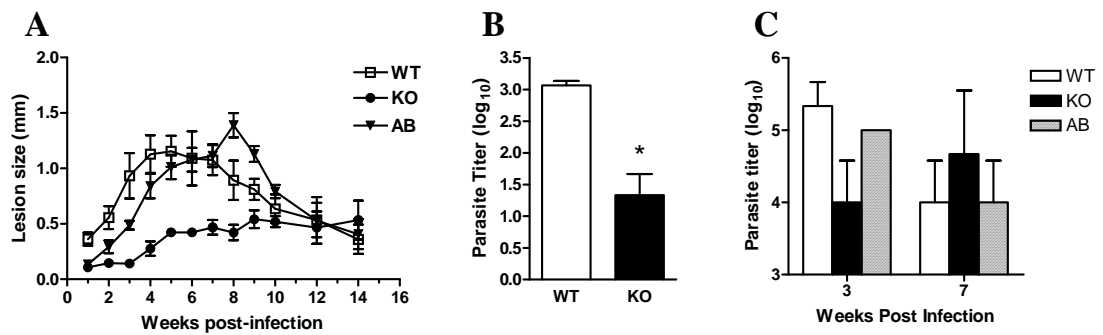 A
Lesion size (mm)
2.0
1.5
1.0
0.5
0.0
0 2 4 6 8 10 12 14 16
Weeks post-infection
WT
KO
AB
B
Parasite Titer (log10)
3.5
3.0
2.5
2.0
1.5
1.0
0.5
0.0
*
WT KO
C
Parasite titer (log10)
6
5
4
3
3 7
Weeks Post Infection
WT
KO
AB